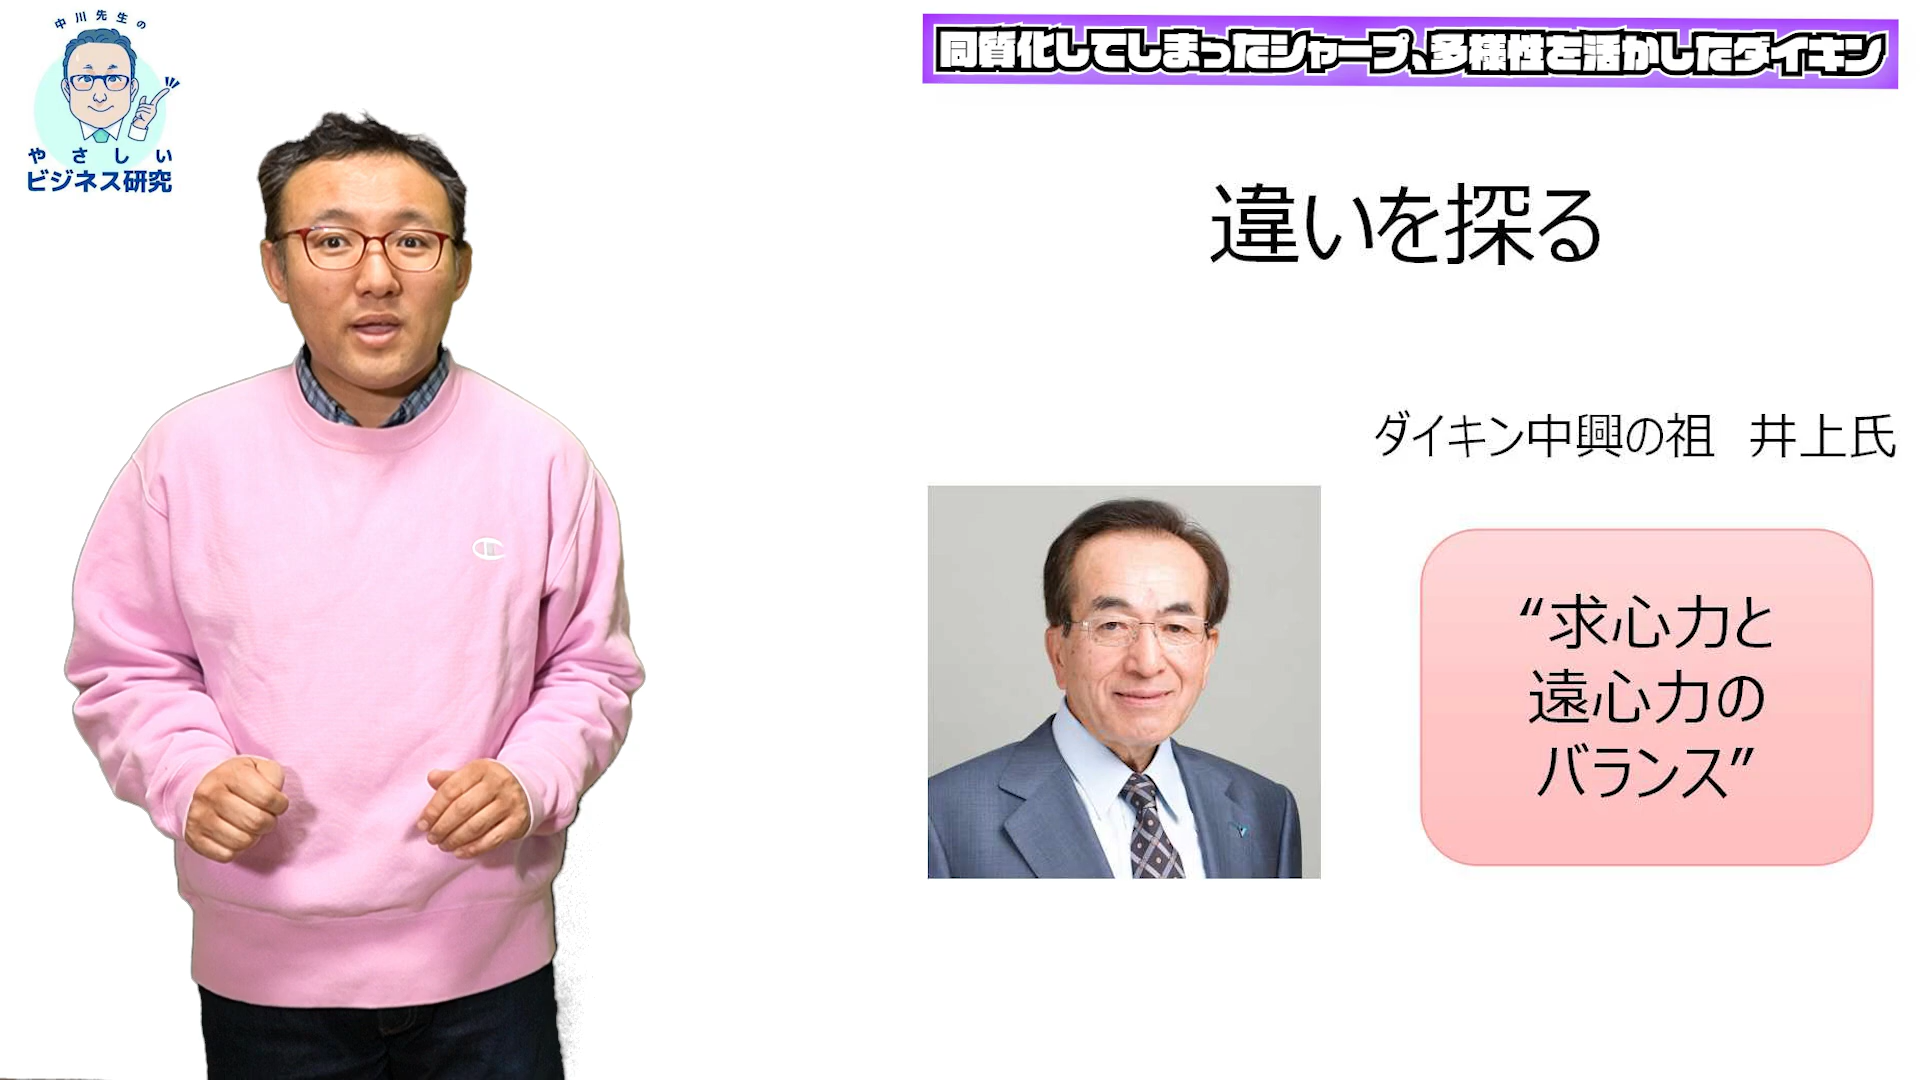 中川先生の
やさしい
ビジネス研究
同質化してしまったシャープ、多様性を活かしたダイキン
違いを探る
ダイキン中興の祖　井上氏
“求心力と
遠心力の
バランス”